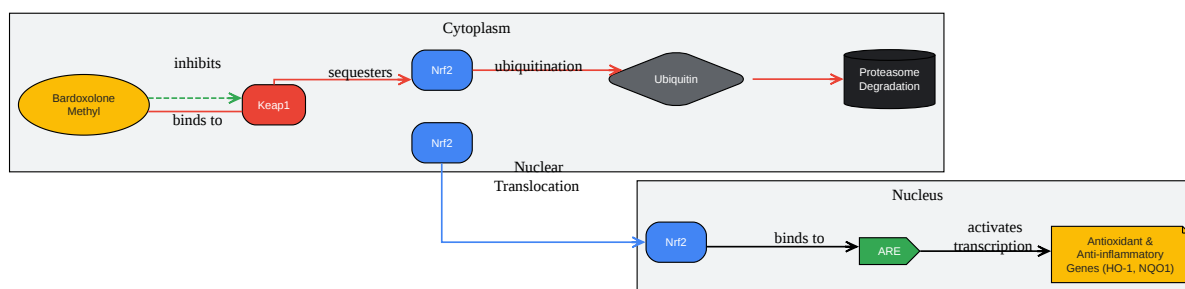 Cytoplasm
inhibits
Bardoxolone
Methyl
binds to
Keap1
sequesters
Nrf2
ubiquitination
Ubiquitin
Proteasome
Degradation
Nrf2
Nuclear
Translocation
Nucleus
Nrf2
binds to
ARE
activates
transcription
Antioxidant &
Anti-inflammatory
Genes (HO-1, NQO1)